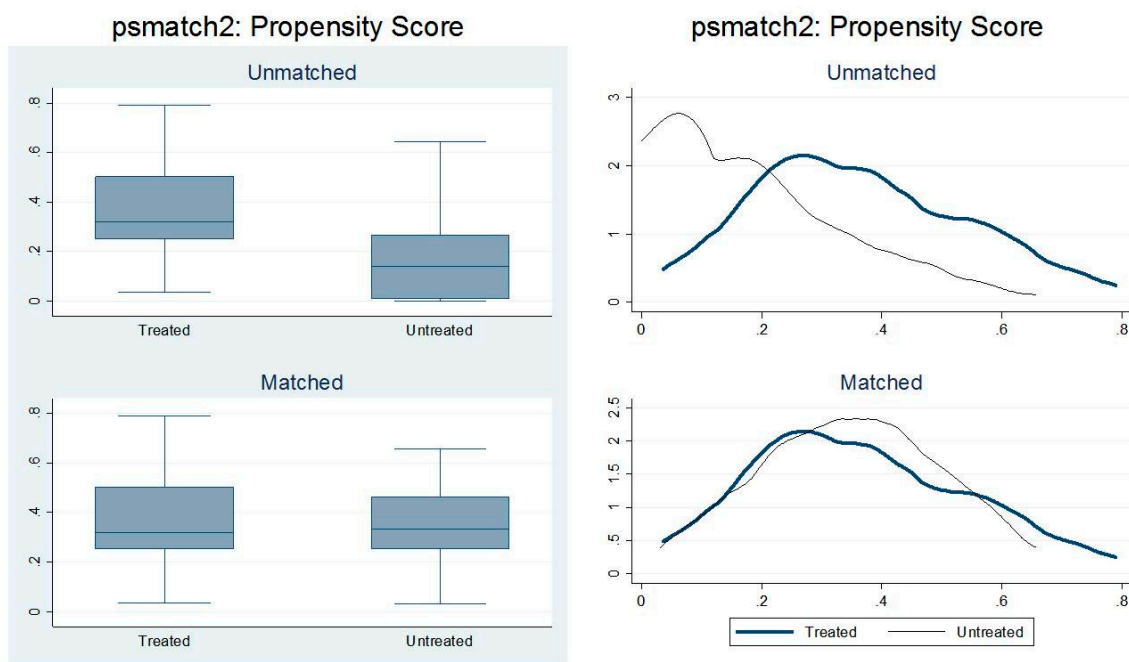 psmatch2: Propensity Score
Unmatched
.8
.6
.4
.2
0
Treated Untreated
Matched
.8
.6
.4
.2
0
Treated Untreated
psmatch2: Propensity Score
Unmatched
3
2
1
0
0 .2 .4 .6 .8
Matched
2.5
2
1.5
1
.5
0
0 .2 .4 .6 .8
Treated Untreated